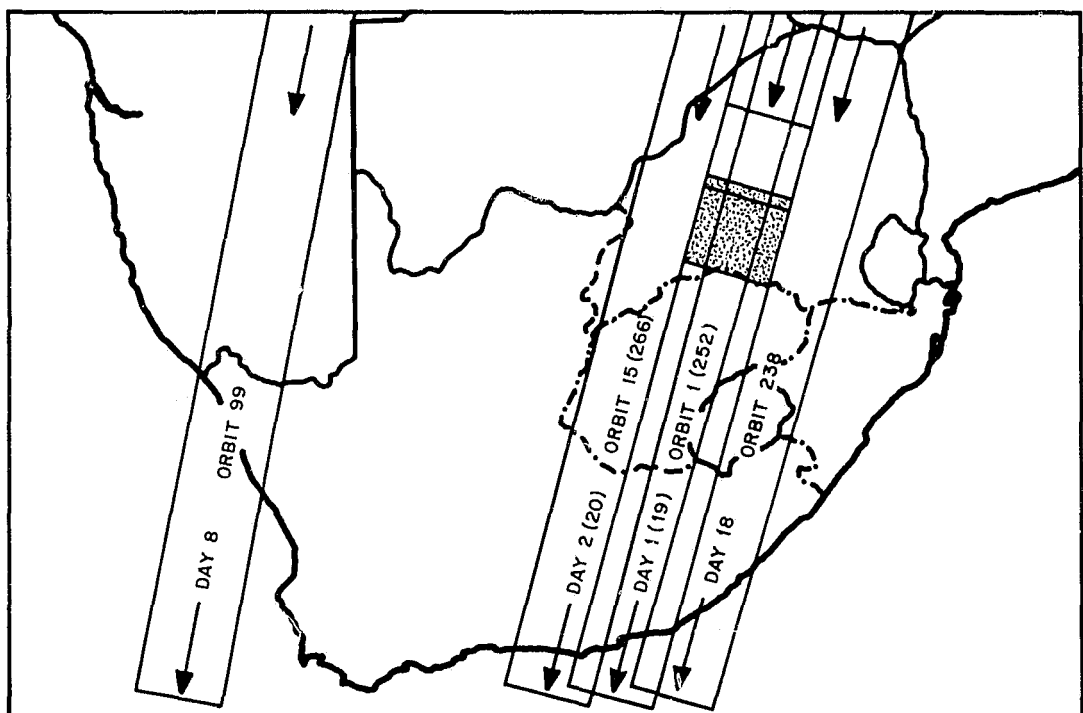 ORBIT 99
DAY 8
ORBIT 15 (266)
DAY 2 (20)
ORBIT 1 (252)
DAY 1 (19)
ORBIT 238
DAY 18